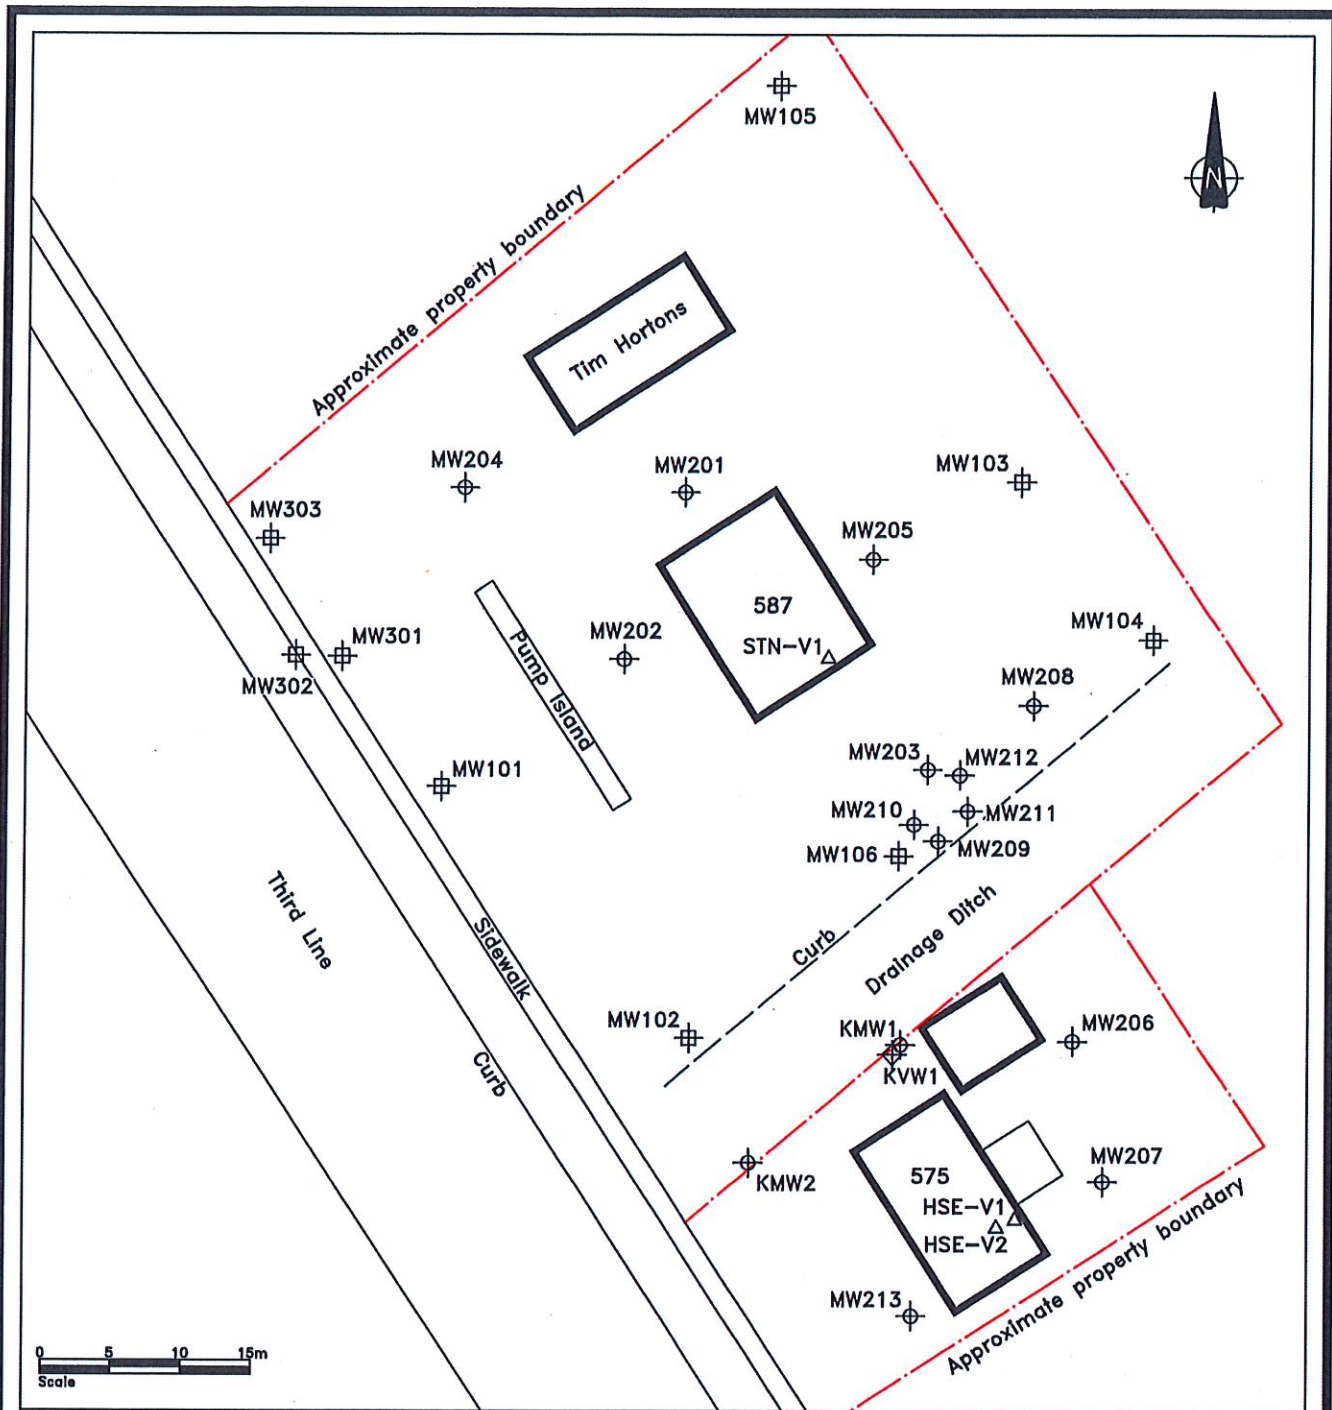 MW105
N
Approximate property boundary
Tim Hortons
MW204
MW201
MW103
MW303
MW205
587
STN-V1
MW202
MW104
MW301
MW302
Pump Island
MW208
MW203
MW212
MW101
MW210
MW211
MW106
MW209
Third Line
Sidewalk
Curb
Drainage Ditch
MW102
KMW1
MW206
KVW1
Curb
KMW2
575
MW207
HSE-V1
HSE-V2
MW213
Approximate property boundary
0 5 10 15m
Scale